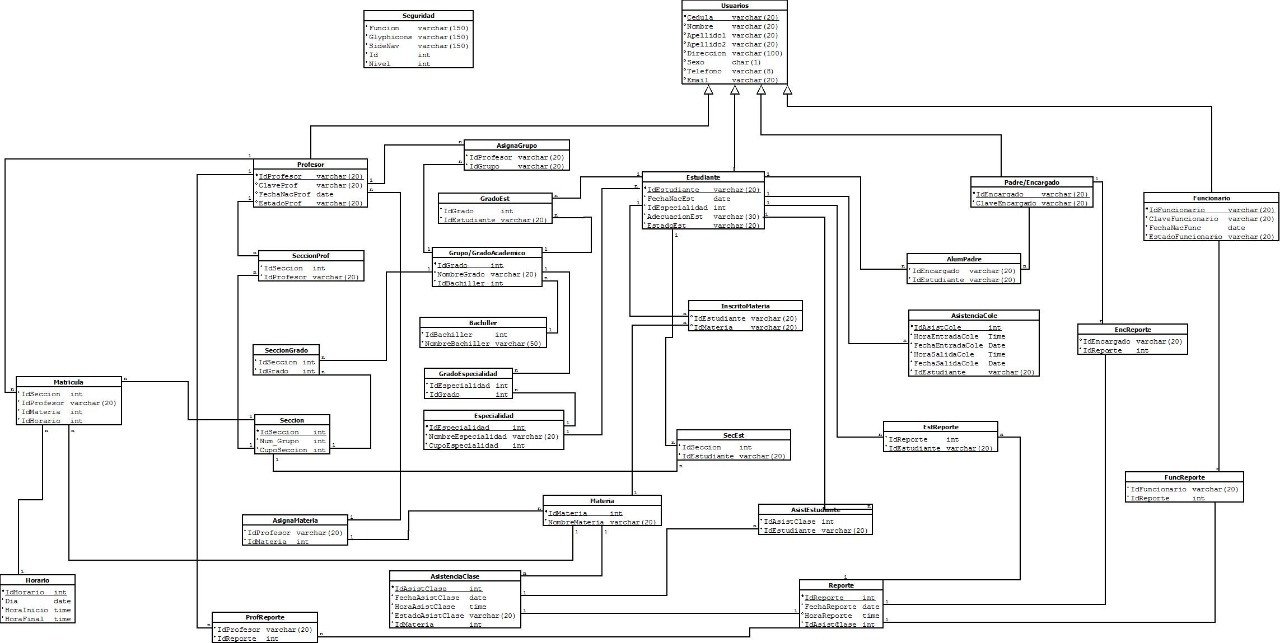 Usuarios
Cedula varchar(20)
Nombre varchar(20)
Apellido1 varchar(20)
Apellido2 varchar(20)
Direccion varchar(100)
Sexo char(1)
Telefono varchar(8)
Email varchar(20)
Seguridad
Funcion varchar(150)
Glyphicons varchar(150)
SideNav varchar(150)
Id int
Nivel int
AsignaGrupo
IdProfesor varchar(20)
IdGrupo varchar(20)
Profesor
IdProfesor varchar(20)
ClaveProf varchar(20)
FechaNacProf date
EstadoProf varchar(20)
Estudiante
IdEstudiante varchar(20)
FechaNacEst date
IdEspecialidad int
AdecuacionEst varchar(30)
EstadoEst varchar(20)
Padre/Encargado
IdEncargado varchar(20)
ClaveEncargado varchar(20)
Funcionario
IdFuncionario varchar(20)
ClaveFuncionario varchar(20)
FechaNacFunc date
EstadoFuncionario varchar(20)
GradoEst
IdGrado int
IdEstudiante varchar(20)
SeccionProf
IdSeccion int
IdProfesor varchar(20)
Grupo/GradoAcademico
IdGrado int
NombreGrado varchar(20)
IdBachiller int
AlumPadre
IdEncargado varchar(20)
IdEstudiante varchar(20)
InscritoMateria
IdEstudiante varchar(20)
IdMateria varchar(20)
AsistenciaCole
IdAsistCole int
HoraEntradaCole Time
FechaEntradaCole Date
HoraSalidaCole Time
FechaSalidaCole Date
IdEstudiante varchar(20)
Bachiller
IdBachiller int
NombreBachiller varchar(50)
EncReporte
IdEncargado varchar(20)
IdReporte int
SeccionGrado
IdSeccion int
IdGrado int
GradoEspecialidad
IdEspecialidad int
IdGrado int
Matricula
IdSeccion int
IdProfesor varchar(20)
IdMateria int
IdHorario int
Seccion
IdSeccion int
Num_Grupo int
CupoSeccion int
Especialidad
IdEspecialidad int
NombreEspecialidad varchar(20)
CupoEspecialidad int
SecEst
IdSeccion int
IdEstudiante varchar(20)
EstReporte
IdReporte int
IdEstudiante varchar(20)
FuncReporte
IdFuncionario varchar(20)
IdReporte int
Materia
IdMateria int
NombreMateria varchar(20)
AsistEstudiante
IdAsistClase int
IdEstudiante varchar(20)
AsignaMateria
IdProfesor varchar(20)
IdMateria int
Horario
IdHorario int
Dia date
HoraInicio time
HoraFinal time
AsistenciaClase
IdAsistClase int
FechaAsistClase date
HoraAsistClase time
EstadoAsistClase varchar(20)
IdMateria int
Reporte
IdReporte int
FechaReporte date
HoraReporte time
IdAsistClase int
ProfReporte
IdProfesor varchar(20)
IdReporte int